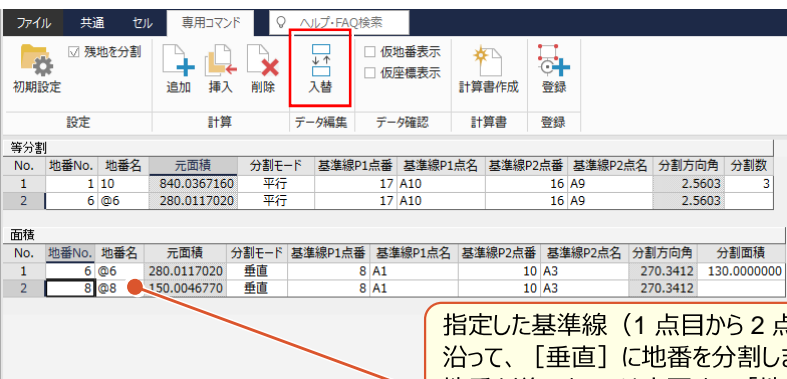 ファイル 共通 セル 専用コマンド ヘルプ・FAQ検索
残地を分割 仮地番表示
仮座標表示
初期設定 追加 挿入 削除 入替 計算書作成 登録
設定 計算 データ編集 データ確認 計算書 登録
等分割
No. 地番No. 地番名 元面積 分割モード 基準線P1点番 基準線P1点名 基準線P2点番 基準線P2点名 分割方向角 分割数
1 1 10 840.0367160 平行 17 A10 16 A9 2.5603 3
2 6 @6 280.0117020 平行 17 A10 16 A9 2.5603
面積
No. 地番No. 地番名 元面積 分割モード 基準線P1点番 基準線P1点名 基準線P2点番 基準線P2点名 分割方向角 分割面積
1 6 @6 280.0117020 垂直 8 A1 10 A3 270.3412 130.0000000
2 8 @8 150.0046770 垂直 8 A1 10 A3 270.3412
指定した基準線（1 点目から 2 点
沿って、［垂直］に地番を分割しま